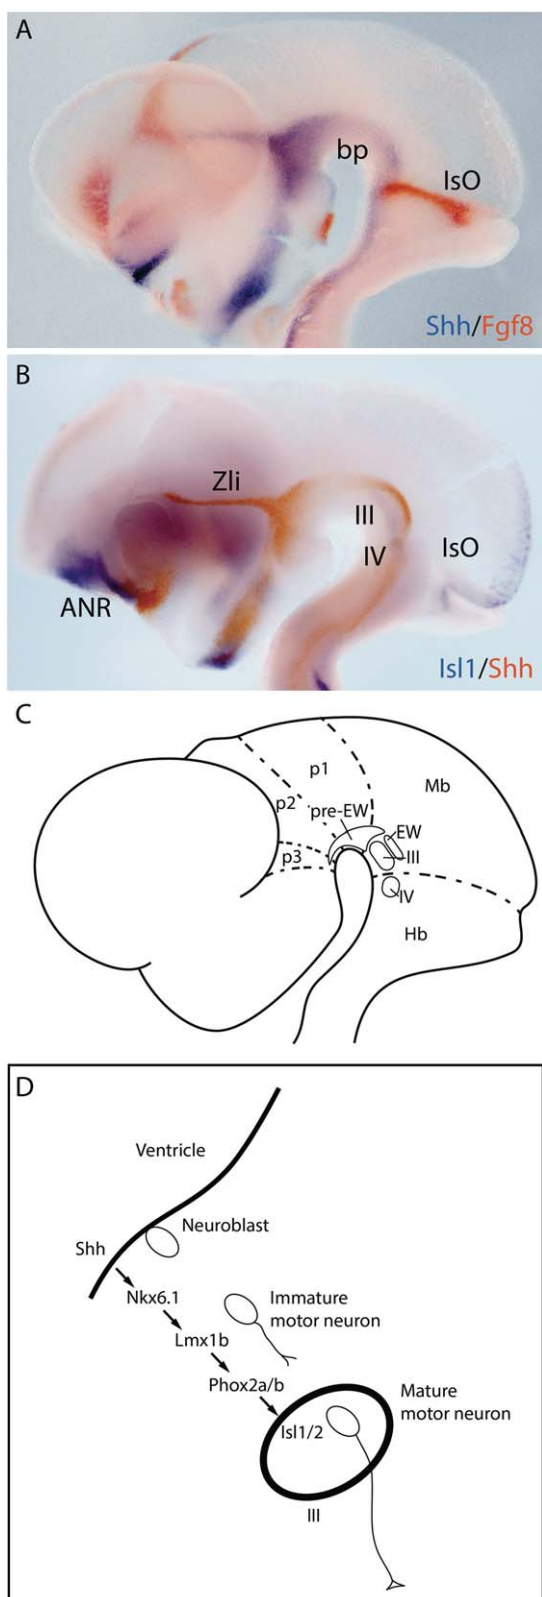 A
bp
IsO
Shh/Fgf8
B
Zli
III
IV
IsO
ANR
Isl1/Shh
C
p1
Mb
p2
pre-EW
EW
p3
III
IV
Hb
D
Ventricle
Neuroblast
Shh
Nkx6.1
Immature
motor neuron
Lmx1b
Phox2a/b
Mature
motor neuron
Isl1/2
III